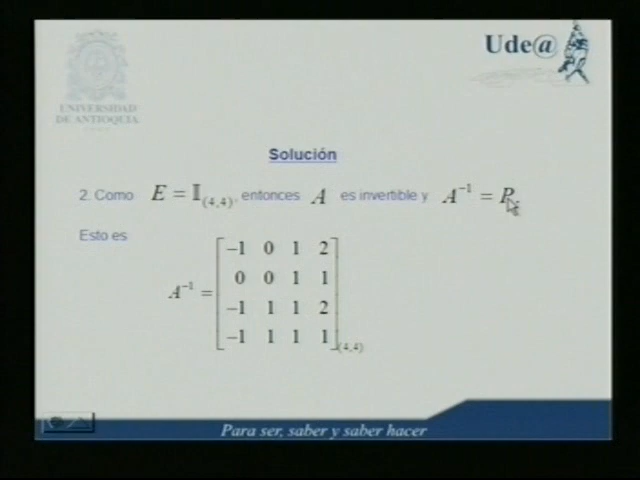 Ude@
UNIVERSIDAD
DE ANTIOQUIA
Solución
2. Como E = 𝕀(4,4), entonces A es invertible y A⁻¹ = P
Esto es
A⁻¹ =
−1 0 1 2
0 0 1 1
−1 1 1 2
−1 1 1 1
(4,4)
Para ser, saber y saber hacer